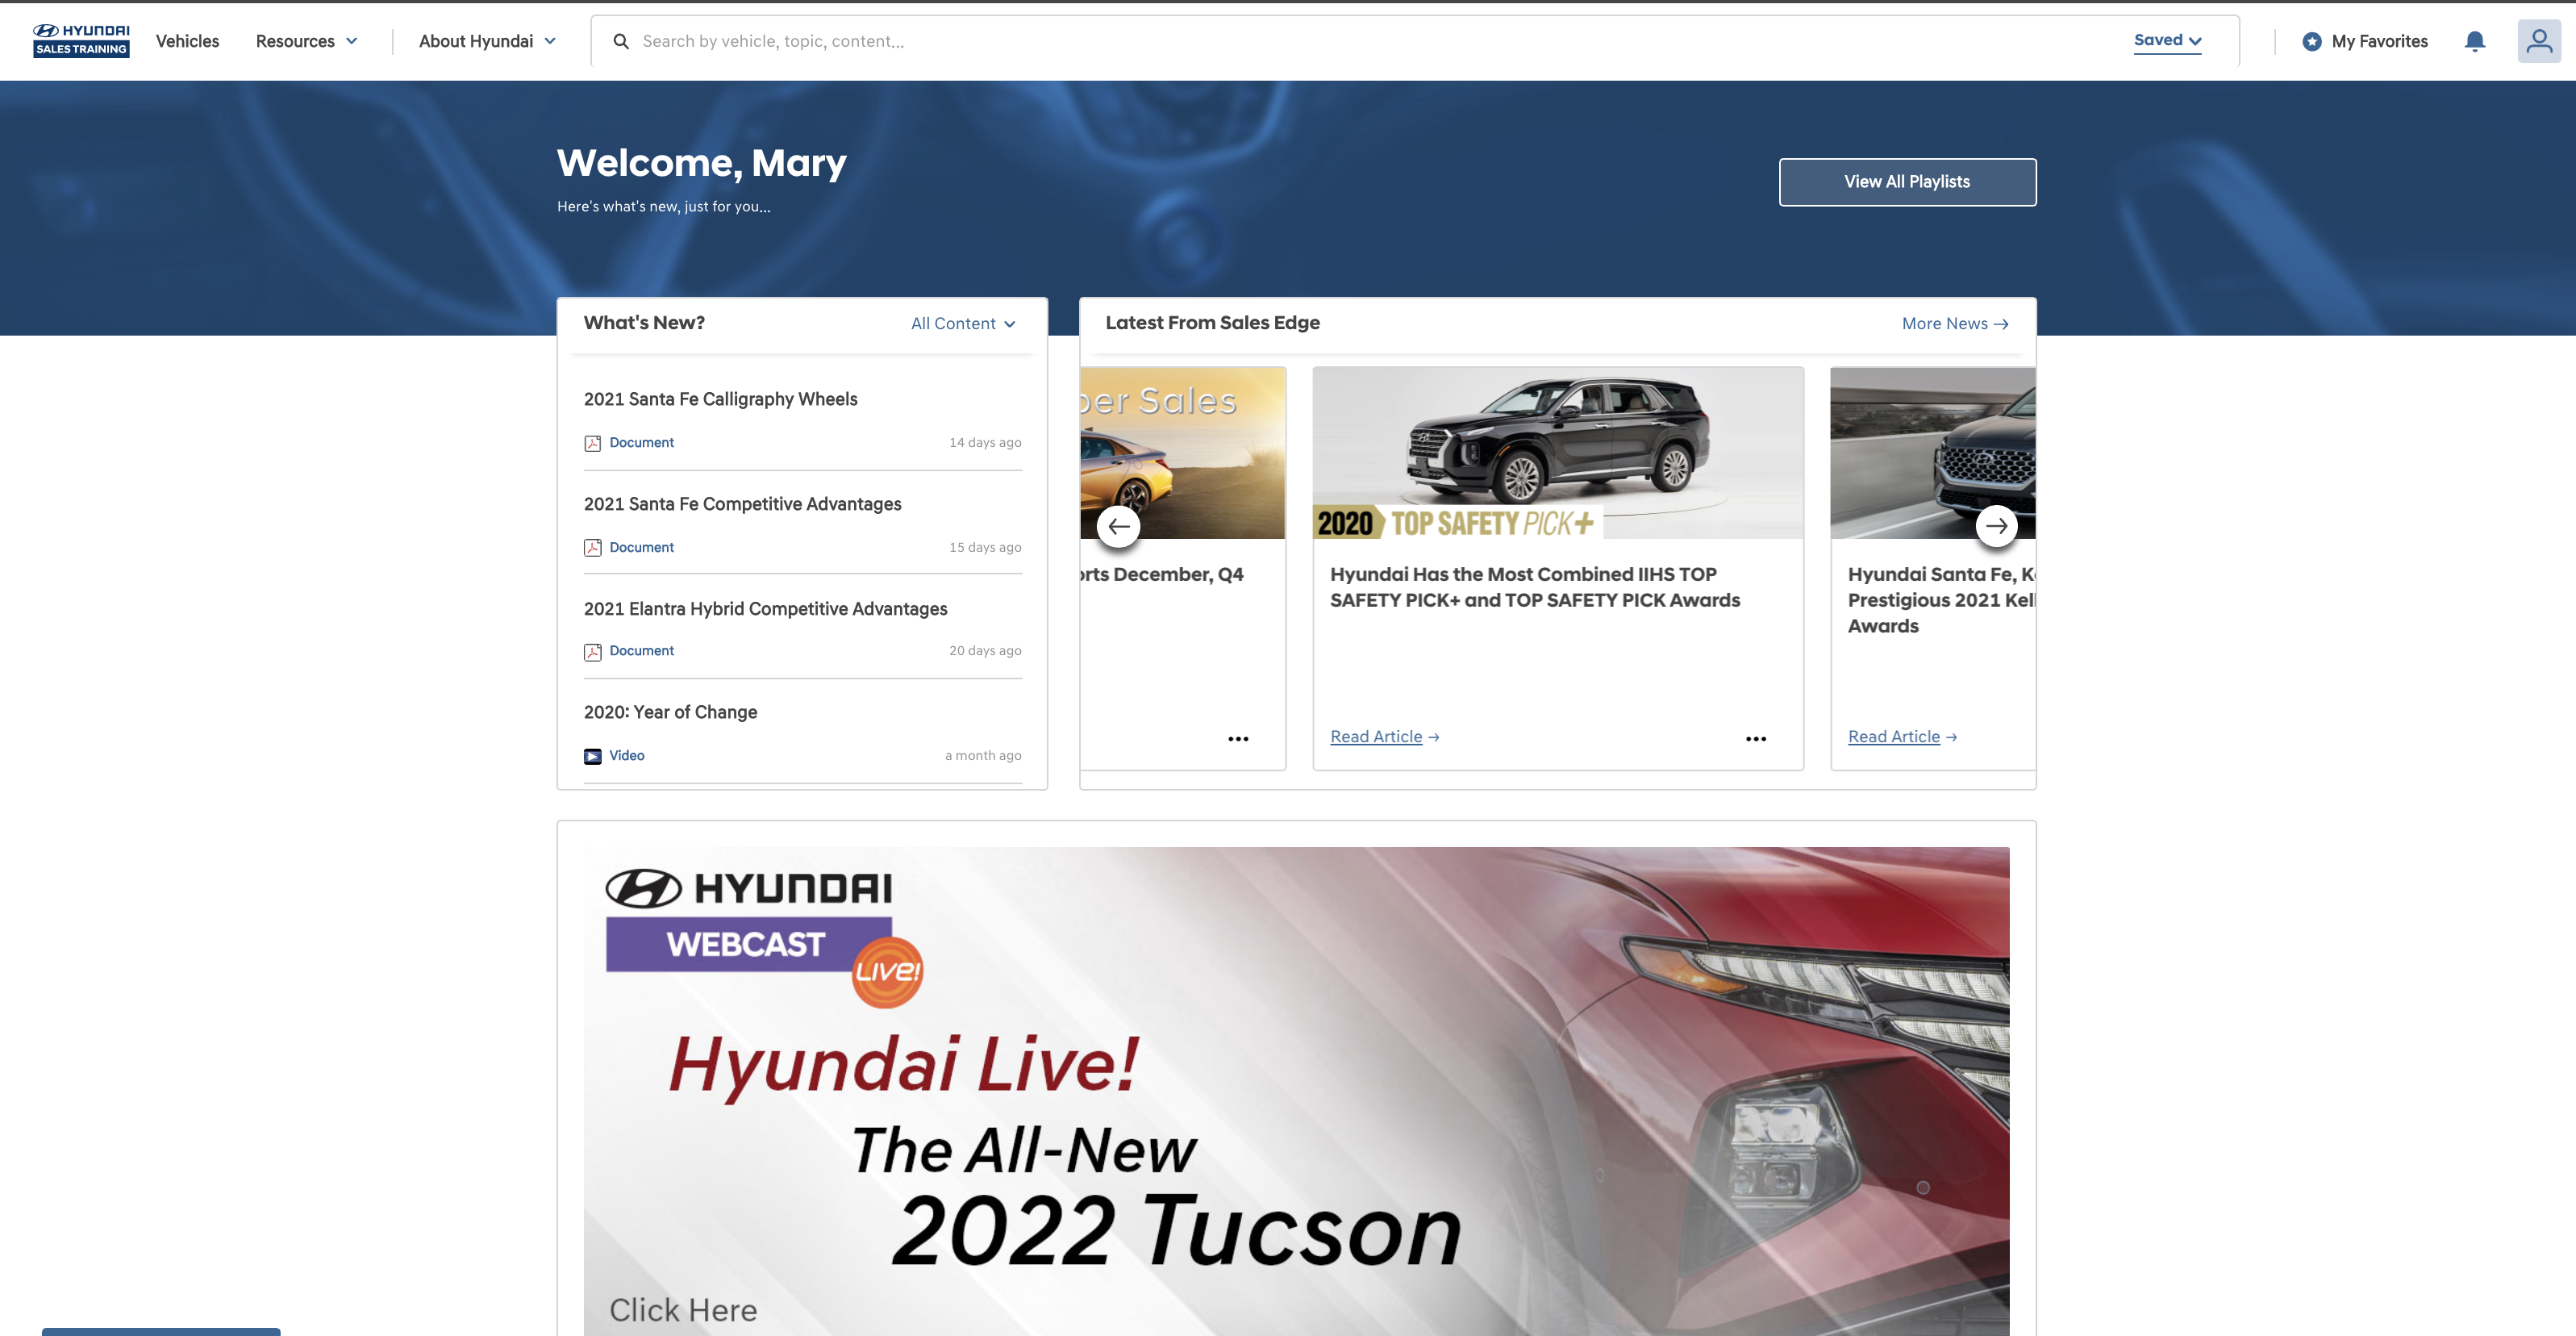 HYUNDAI
SALES TRAINING
Vehicles
Resources
About Hyundai
Search by vehicle, topic, content...
Saved
My Favorites
Welcome, Mary
Here's what's new, just for you...
View All Playlists
What's New?
All Content
2021 Santa Fe Calligraphy Wheels
Document
14 days ago
2021 Santa Fe Competitive Advantages
Document
15 days ago
2021 Elantra Hybrid Competitive Advantages
Document
20 days ago
2020: Year of Change
Video
a month ago
Latest From Sales Edge
More News →
Sales
December, Q4
2020 TOP SAFETY PICK+
Hyundai Has the Most Combined IIHS TOP
SAFETY PICK+ and TOP SAFETY PICK Awards
Read Article →
Hyundai Santa Fe,
Prestigious 2021
Awards
Read Article →
HYUNDAI
WEBCAST
LIVE!
Hyundai Live!
The All-New
2022 Tucson
Click Here